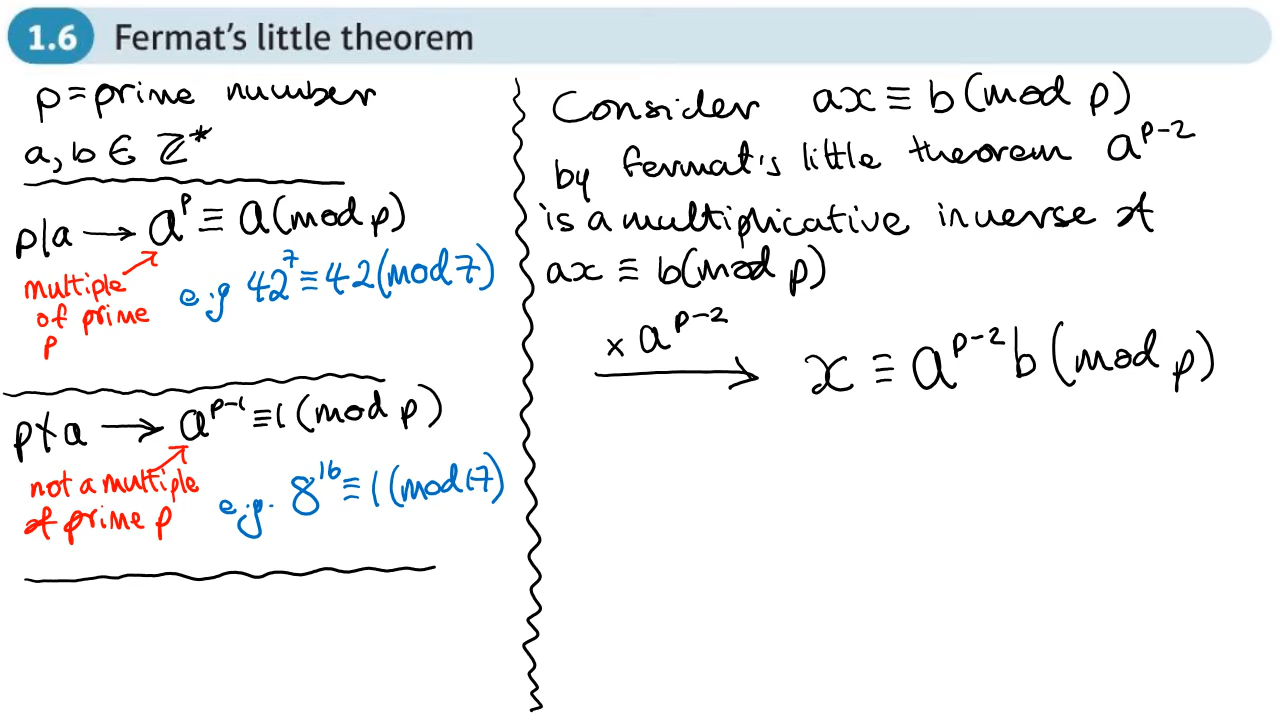 1.6 Fermat's little theorem
p = prime number
a, b ∈ ℤ*
p|a → a^p ≡ a (mod p)
multiple
of prime
p
e.g 42^7 ≡ 42 (mod 7)
p∤a → a^{p-1} ≡ 1 (mod p)
not a multiple
of prime p
e.g. 8^16 ≡ 1 (mod 17)
Consider ax ≡ b (mod p)
by fermat's little theorem a^{p-2}
is a multiplicative inverse of
ax ≡ b (mod p)
× a^{p-2}
→ x ≡ a^{p-2} b (mod p)